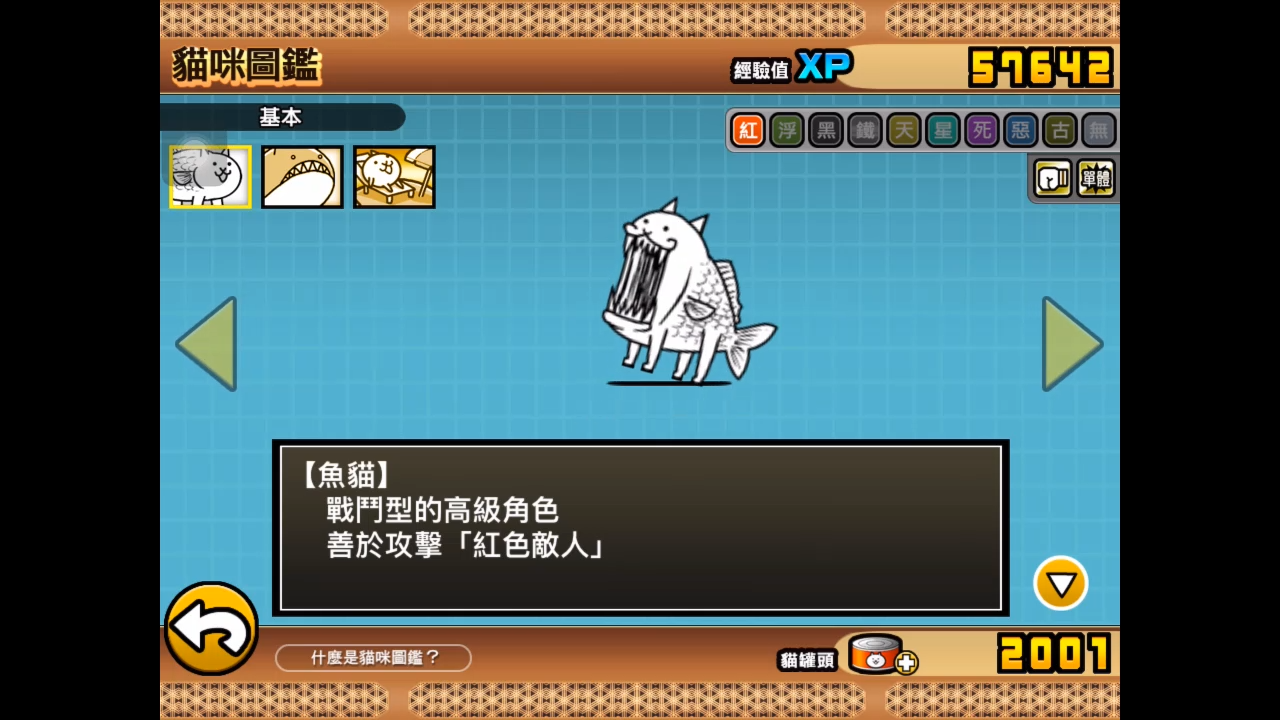 貓咪圖鑑
經驗值 XP 57642
基本
紅 浮 黑 鐵 天 星 死 惡 古 無
單體
【魚貓】
戰鬥型的高級角色
善於攻擊「紅色敵人」
什麼是貓咪圖鑑？
貓罐頭 2001